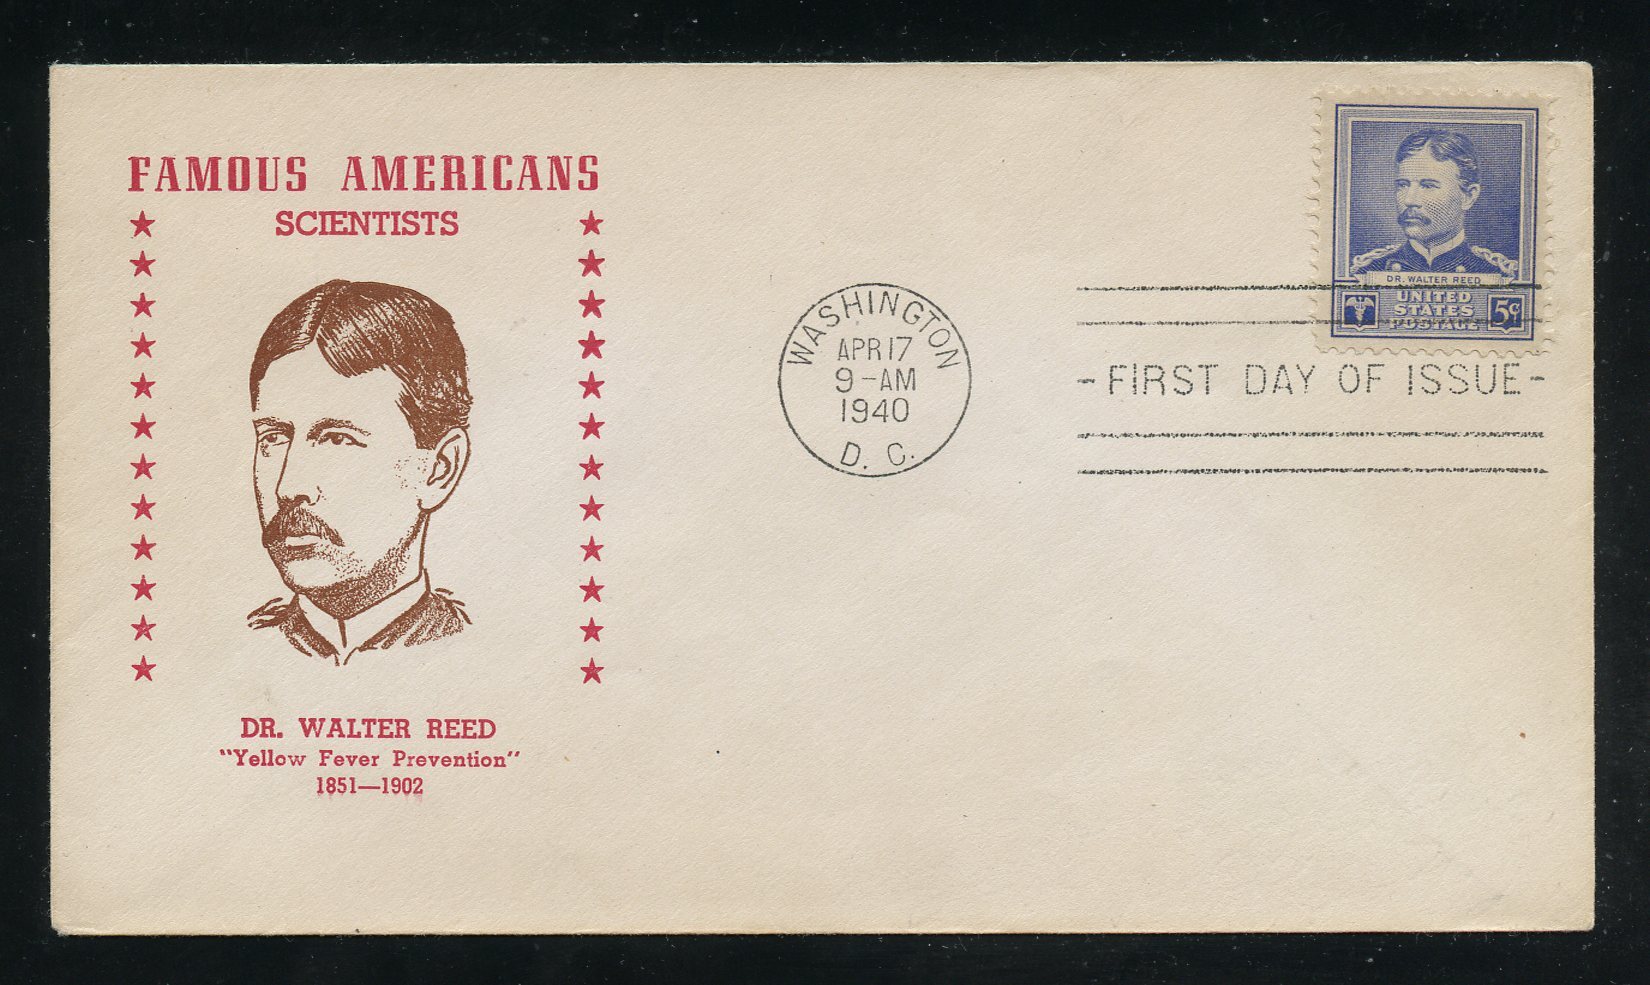 FAMOUS AMERICANS
SCIENTISTS
DR. WALTER REED
"Yellow Fever Prevention"
1851—1902
WASHINGTON
APR 17
9-AM
1940
D. C.
DR. WALTER REED
UNITED
STATES
POSTAGE
5¢
-FIRST DAY OF ISSUE-